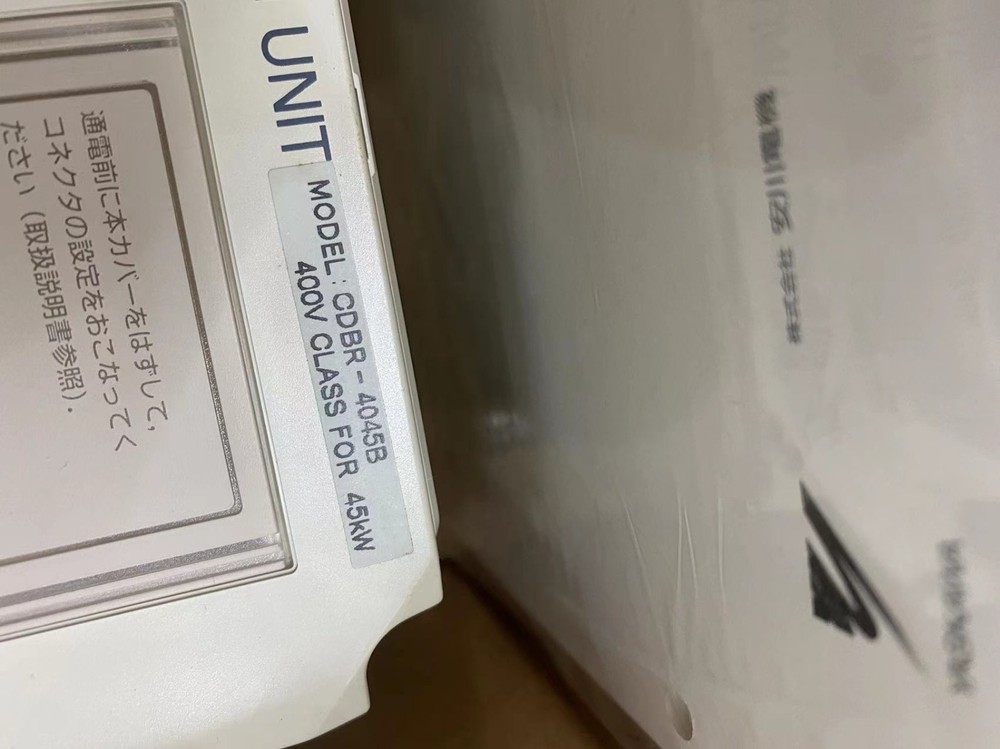 UNIT
MODEL : CDBR - 4045B
400V CLASS FOR 45kW
通電前に本カバーをはずして,
コネクタの設定をおこなってく
ださい（取扱説明書参照）.